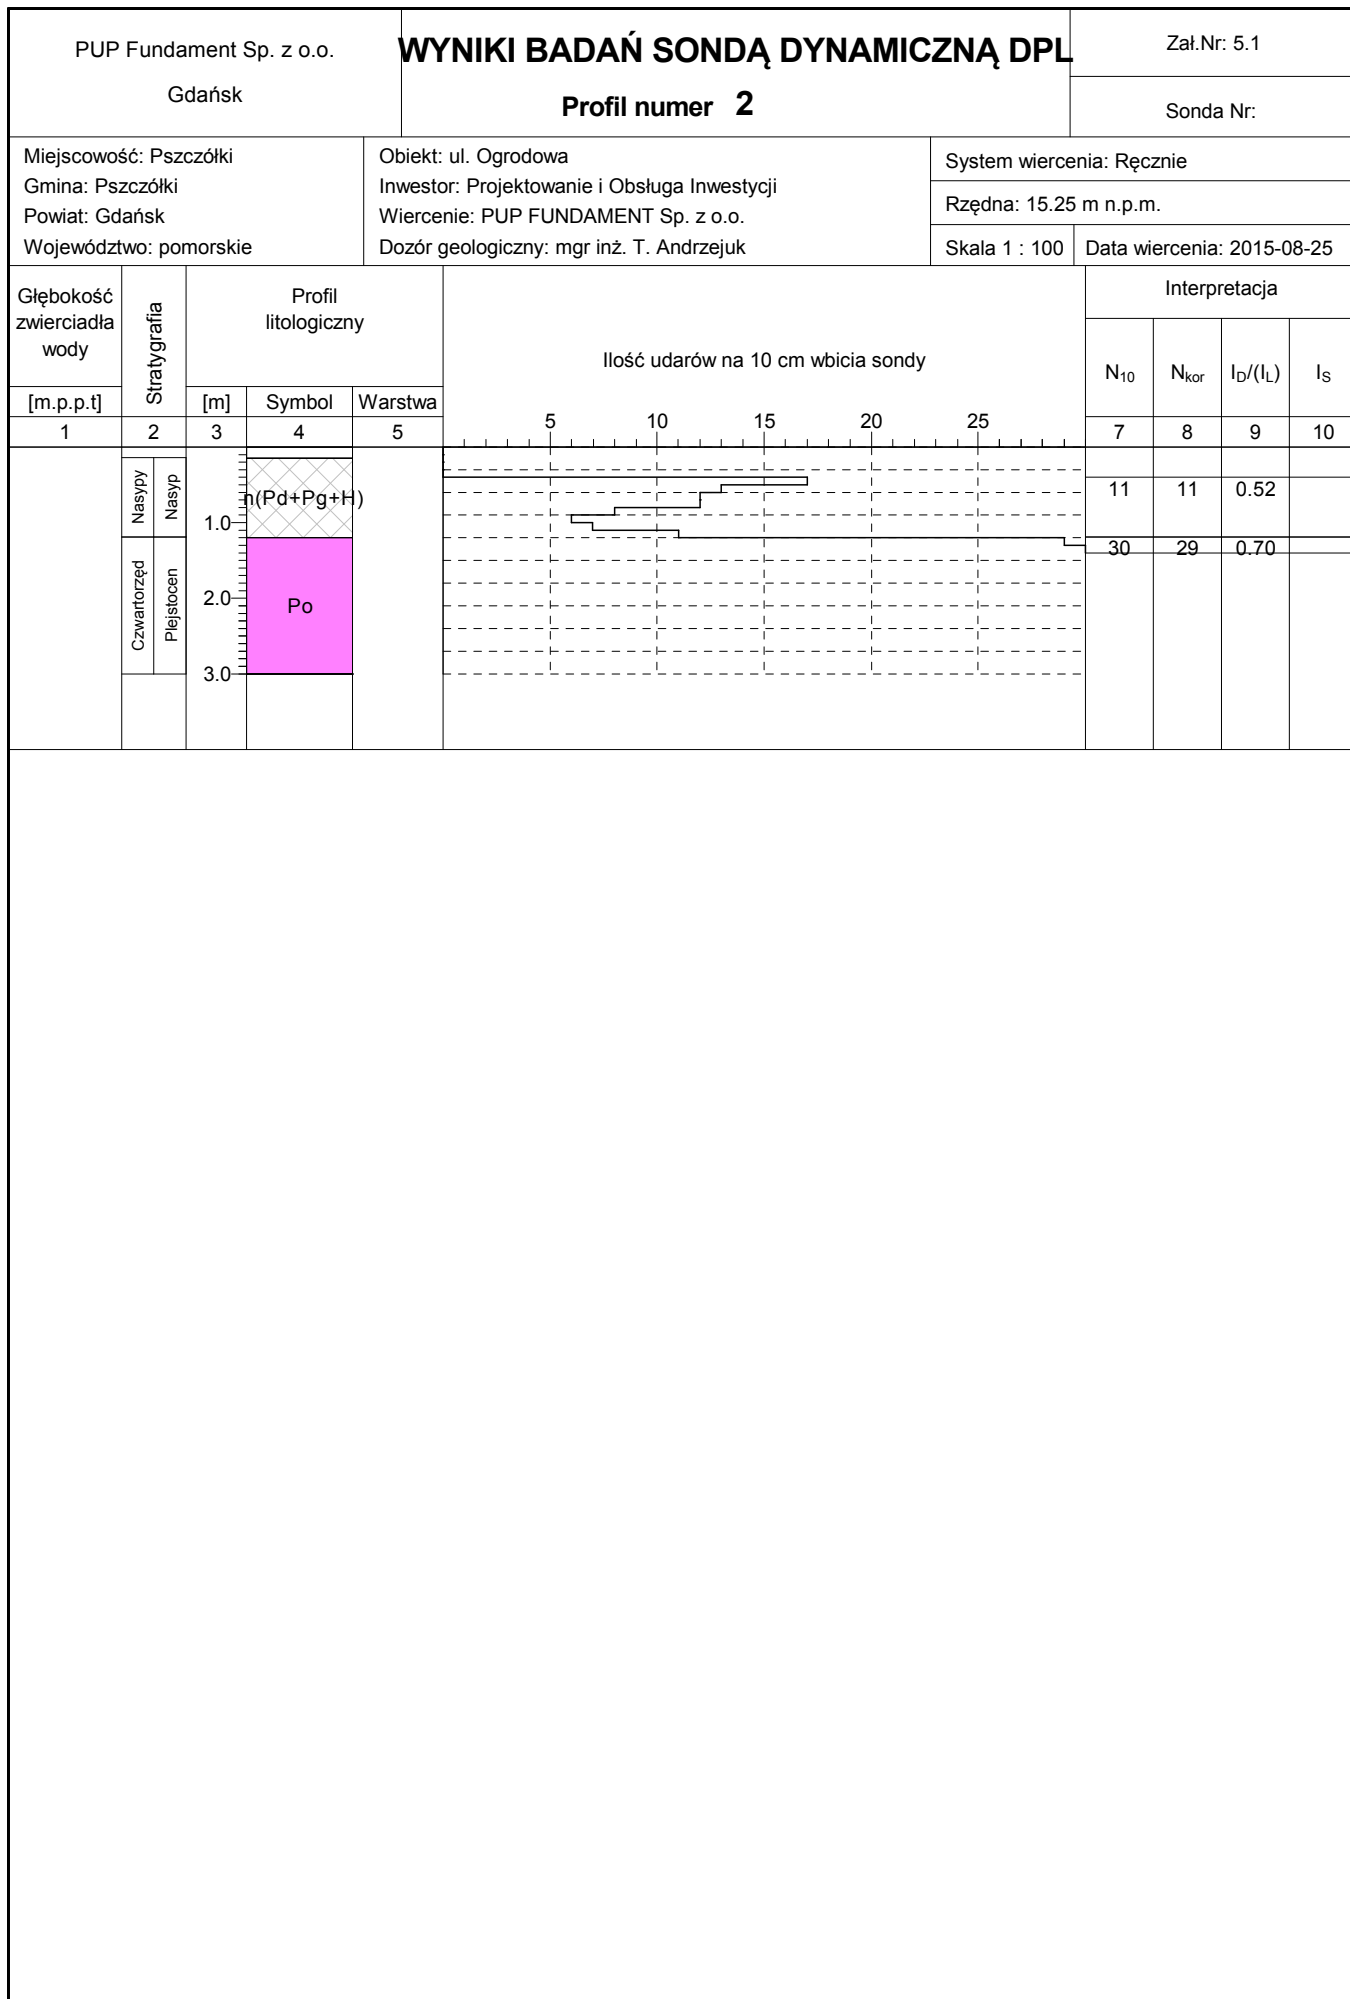 PUP Fundament Sp. z o.o.
Gdańsk
WYNIKI BADAŃ SONDĄ DYNAMICZNĄ DPL
Profil numer 2
Zał.Nr: 5.1
Sonda Nr:
Miejscowość: Pszczółki
Gmina: Pszczółki
Powiat: Gdańsk
Województwo: pomorskie
Obiekt: ul. Ogrodowa
Inwestor: Projektowanie i Obsługa Inwestycji
Wiercenie: PUP FUNDAMENT Sp. z o.o.
Dozór geologiczny: mgr inż. T. Andrzejuk
System wiercenia: Ręcznie
Rzędna: 15.25 m n.p.m.
Skala 1 : 100
Data wiercenia: 2015-08-25
Głębokość
zwierciadła
wody
[m.p.p.t]
Stratygrafia
Profil
litologiczny
[m] Symbol Warstwa
Ilość udarów na 10 cm wbicia sondy
5 10 15 20 25
Interpretacja
N10 Nkor ID/(IL) IS
1 2 3 4 5 7 8 9 10
Nasypy
Nasyp
n(Pd+Pg+H)
11 11 0.52
1.0
30 29 0.70
Czwartorzęd
Plejstocen
2.0
Po
3.0